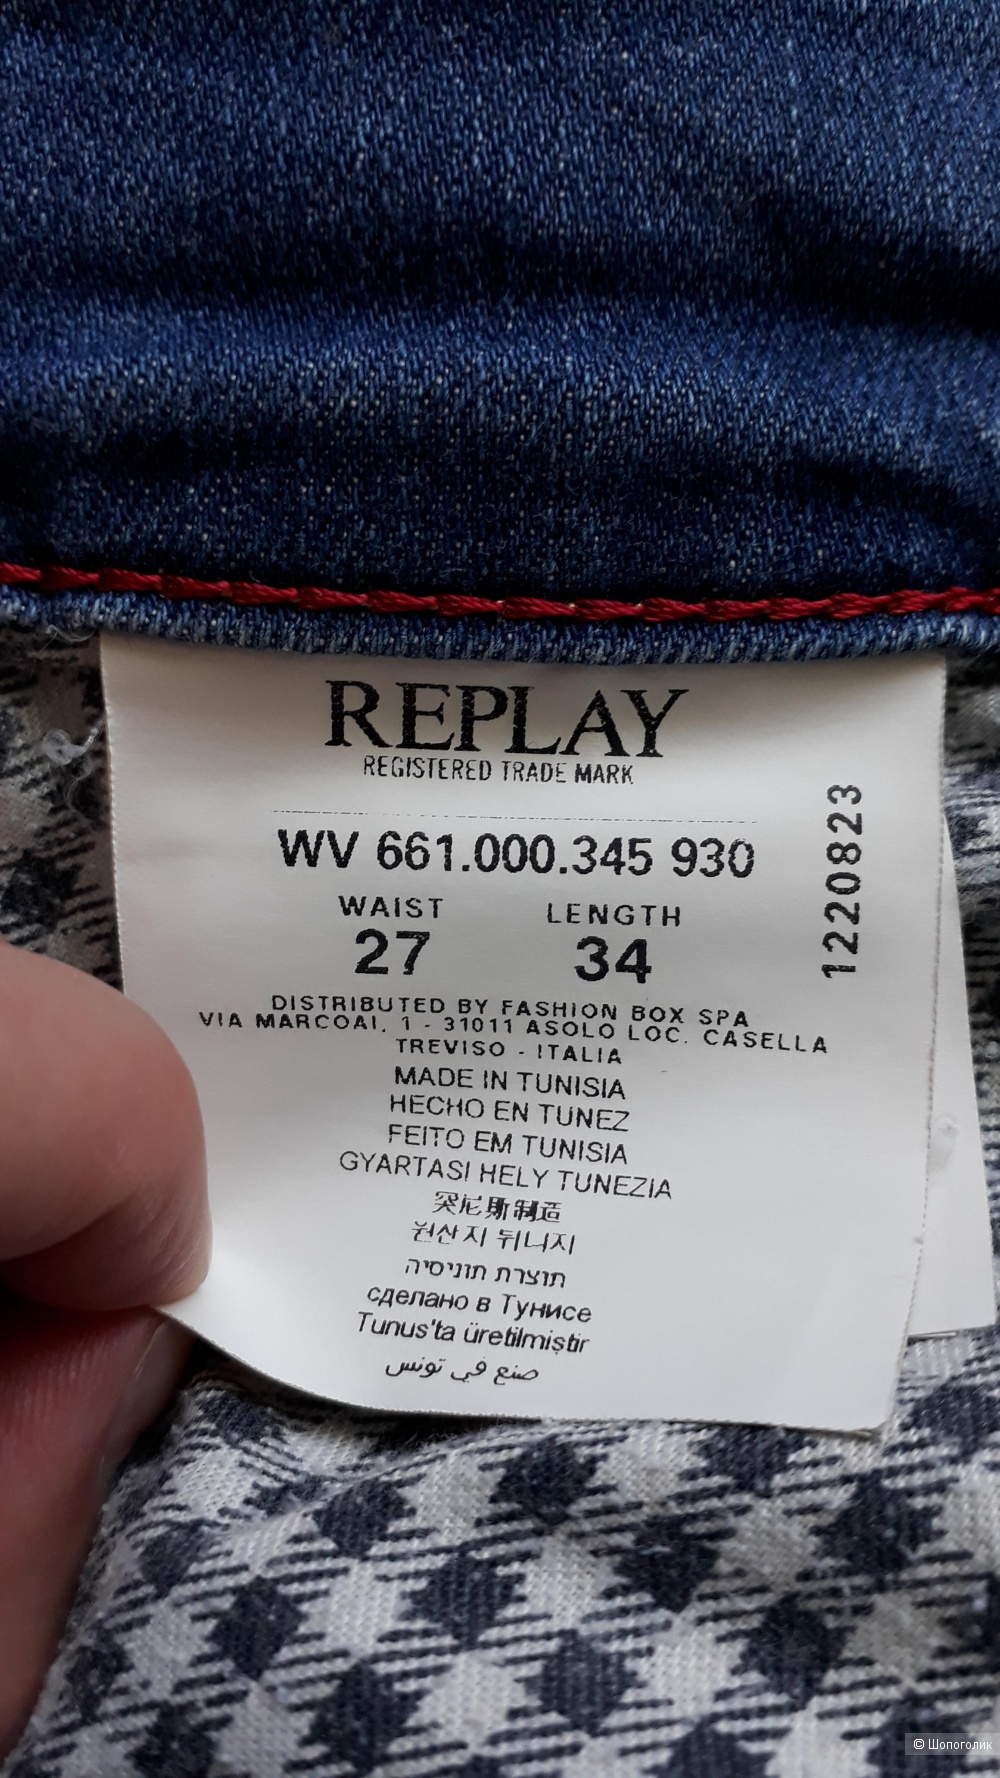 REPLAY
REGISTERED TRADE MARK
WV 661.000.345 930
WAIST LENGTH
27 34
1220823
DISTRIBUTED BY FASHION BOX SPA
VIA MARCOAI, 1 - 31011 ASOLO LOC. CASELLA
TREVISO - ITALIA
MADE IN TUNISIA
HECHO EN TUNEZ
FEITO EM TUNISIA
GYARTASI HELY TUNEZIA
突尼斯制造
원산지 튀니지
תוצרת תוניסיה
сделано в Тунисе
Tunus'ta üretilmiştir
صنع في تونس
© Шопоголик